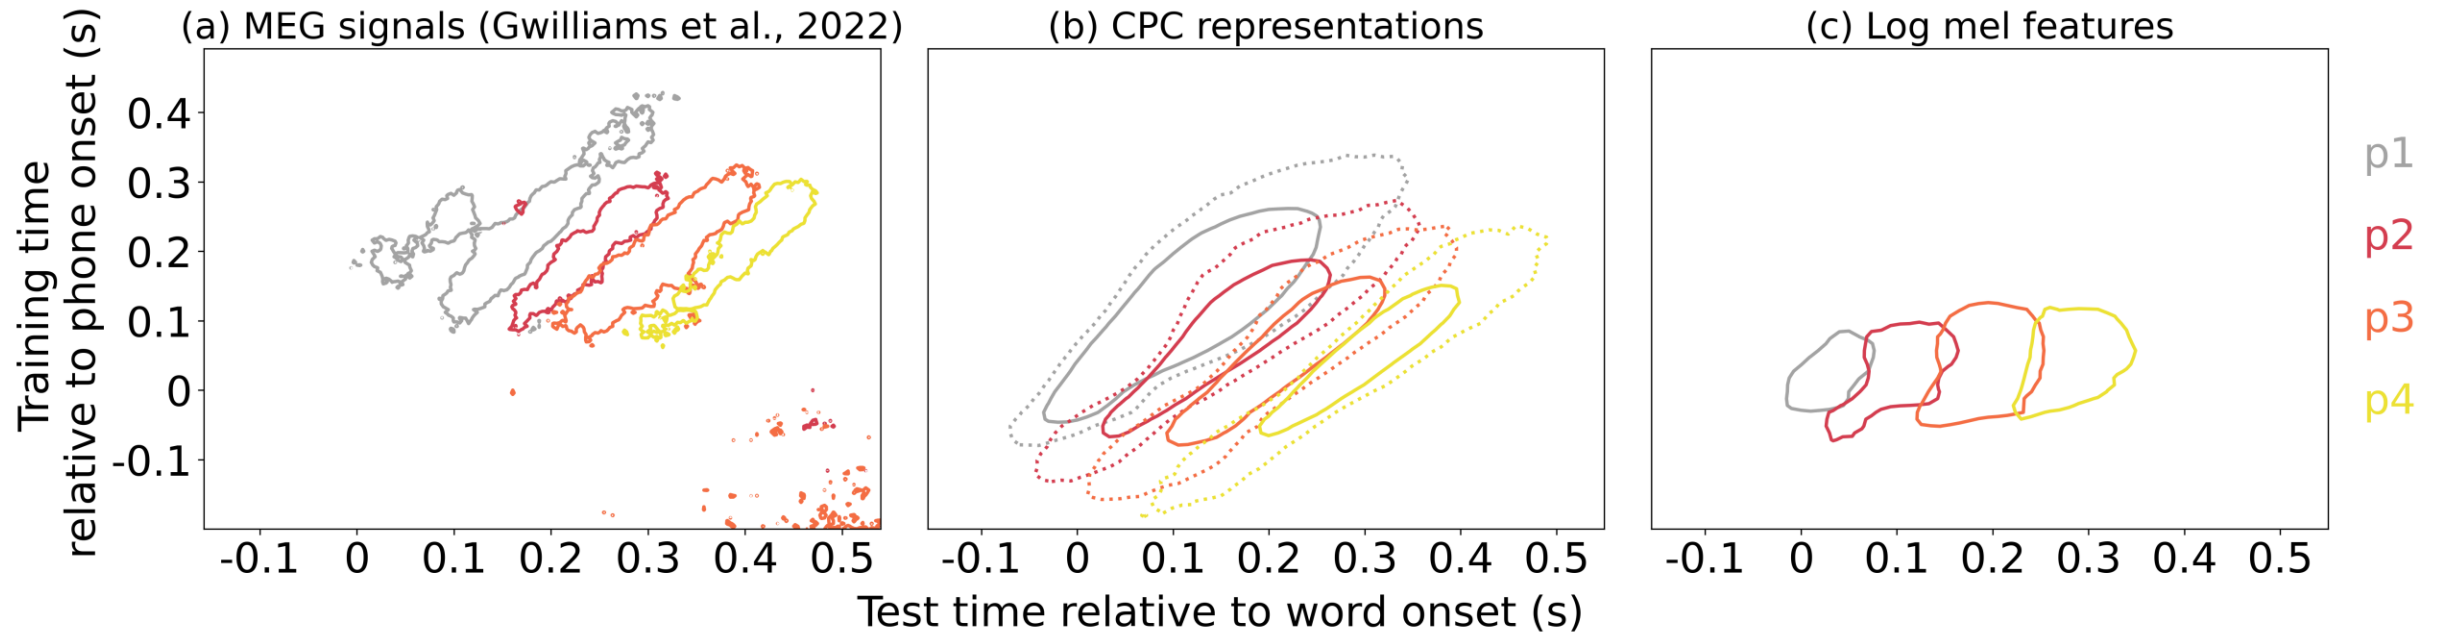 (a) MEG signals (Gwilliams et al., 2022)
(b) CPC representations
(c) Log mel features
Training time
relative to phone onset (s)
0.4
0.3
0.2
0.1
0
-0.1
-0.1 0 0.1 0.2 0.3 0.4 0.5
-0.1 0 0.1 0.2 0.3 0.4 0.5
-0.1 0 0.1 0.2 0.3 0.4 0.5
Test time relative to word onset (s)
p1
p2
p3
p4